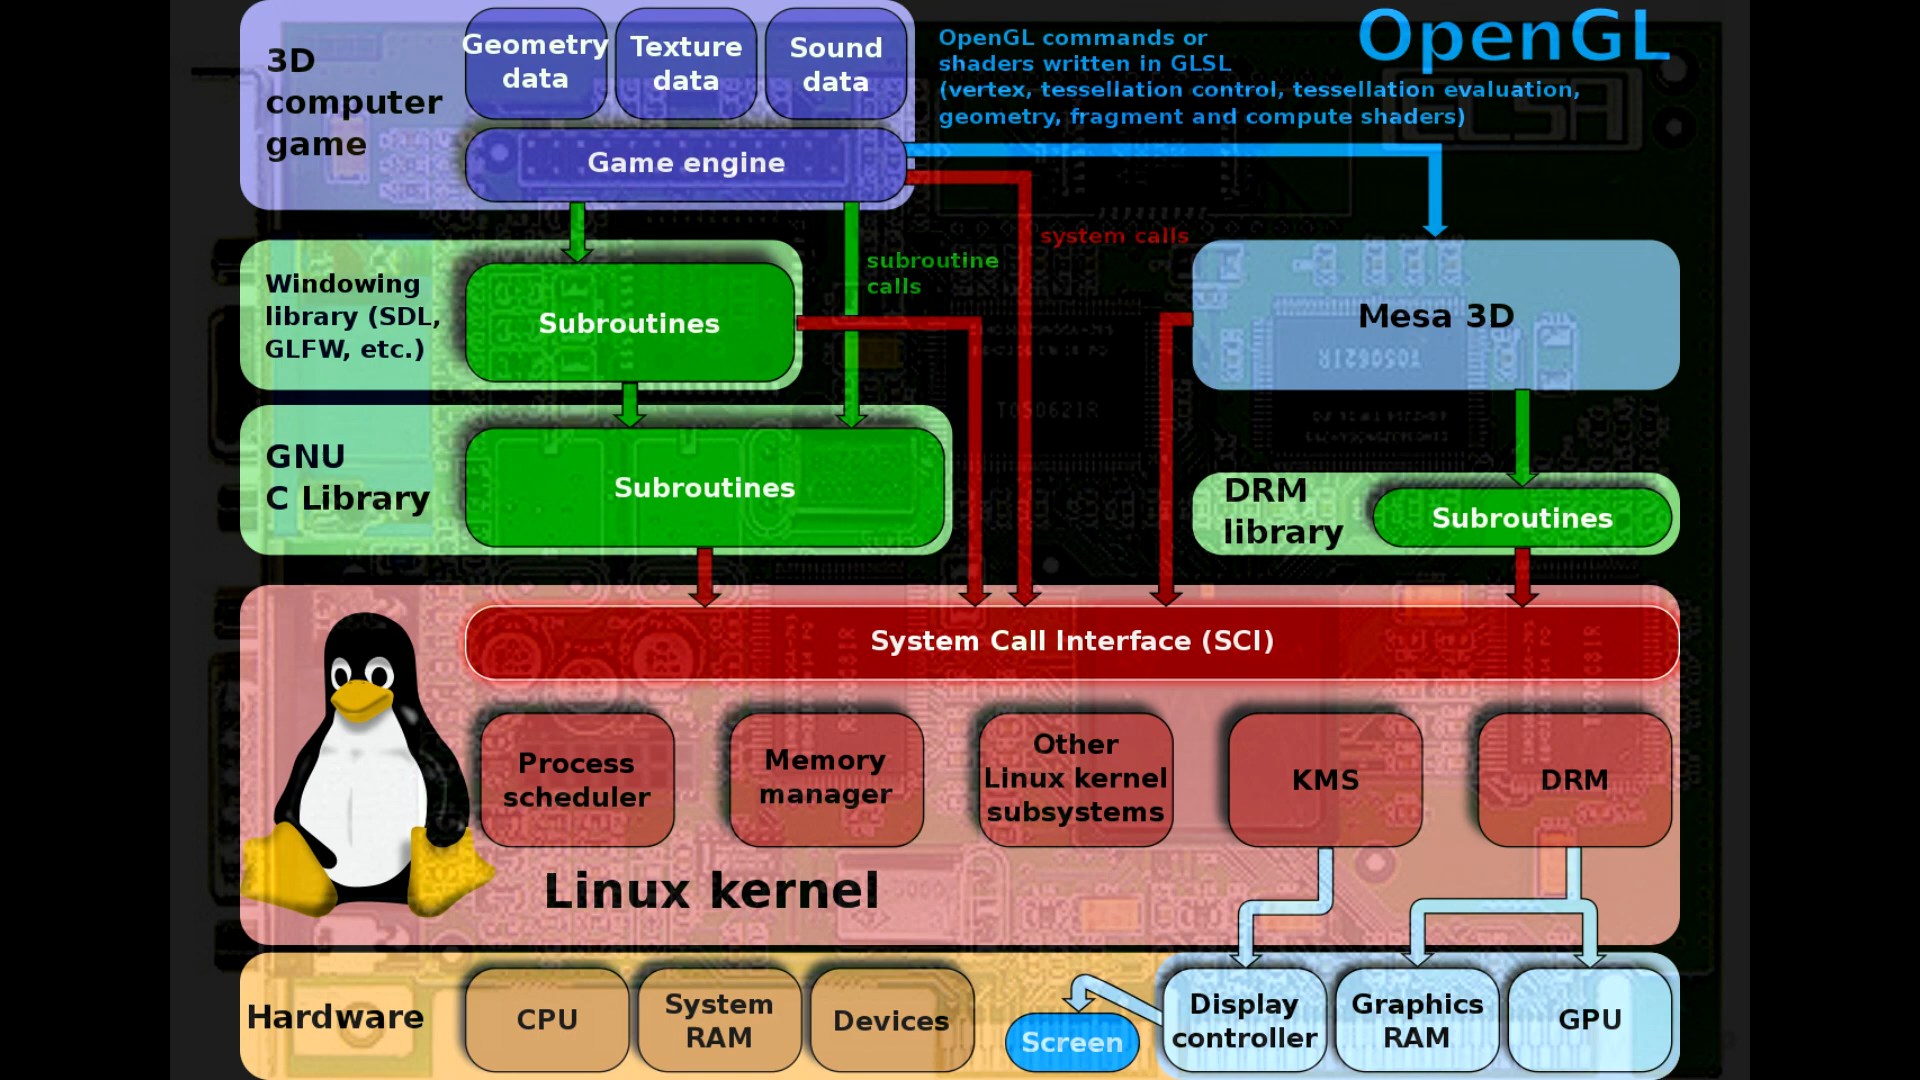 3D
computer
game
Geometry
data
Texture
data
Sound
data
Game engine
OpenGL commands or
shaders written in GLSL
(vertex, tessellation control, tessellation evaluation,
geometry, fragment and compute shaders)
OpenGL
ELSA
system calls
subroutine
calls
Windowing
library (SDL,
GLFW, etc.)
Subroutines
Mesa 3D
GNU
C Library
Subroutines
DRM
library
Subroutines
System Call Interface (SCI)
Process
scheduler
Memory
manager
Other
Linux kernel
subsystems
KMS
DRM
Linux kernel
Hardware
CPU
System
RAM
Devices
Screen
Display
controller
Graphics
RAM
GPU